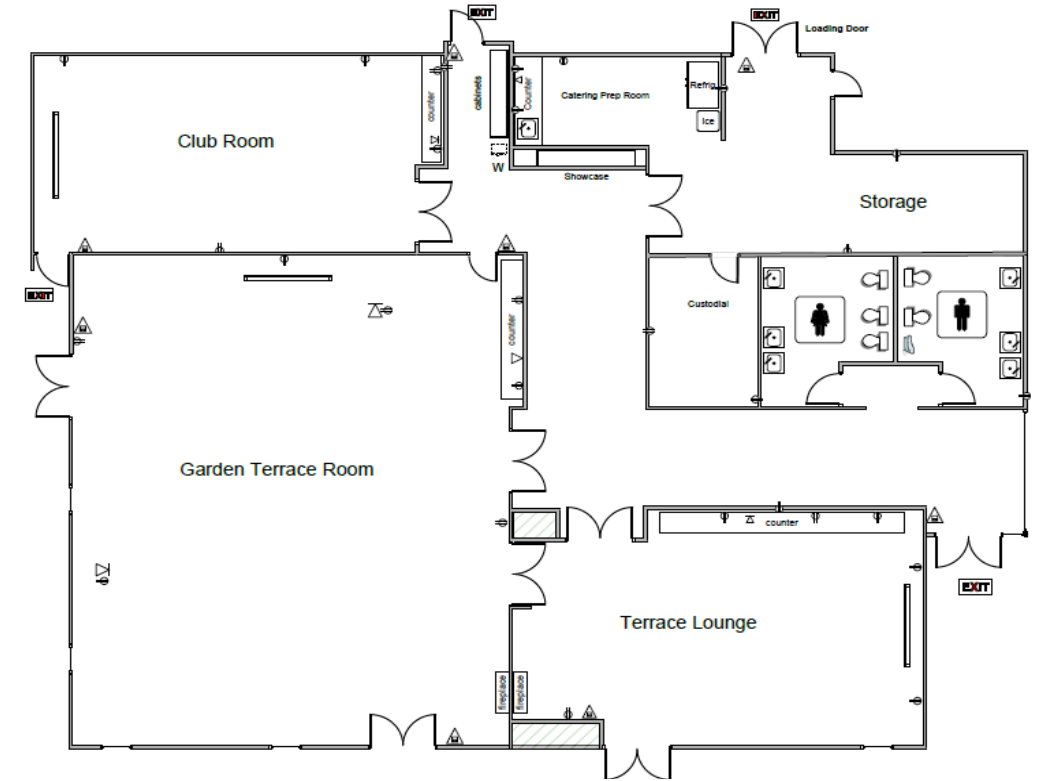 EXIT
EXIT
Loading Door
cabinets
Counter
Catering Prep Room
Refrig
Ice
counter
Club Room
W
Showcase
Storage
EXIT
Custodial
counter
Garden Terrace Room
counter
EXIT
Terrace Lounge
fireplace
fireplace